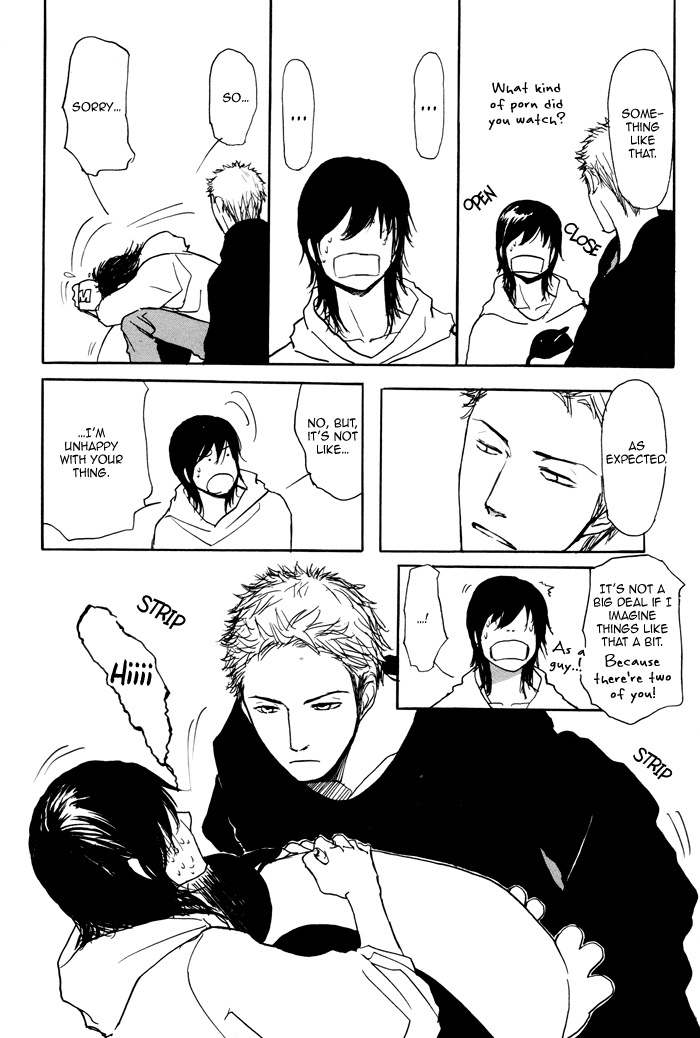 What kind
of porn did
you watch?
SOME-
THING
LIKE
THAT.
OPEN
CLOSE
...
...
SO...
SORRY...
M
AS
EXPECTED.
NO, BUT,
IT'S NOT
LIKE...
...I'M
UNHAPPY
WITH YOUR
THING.
IT'S NOT A
BIG DEAL IF I
IMAGINE
THINGS LIKE
THAT A BIT.
Because
there're two
of you!
As a
guy..!
....!
STRIP
Hiiii
STRIP